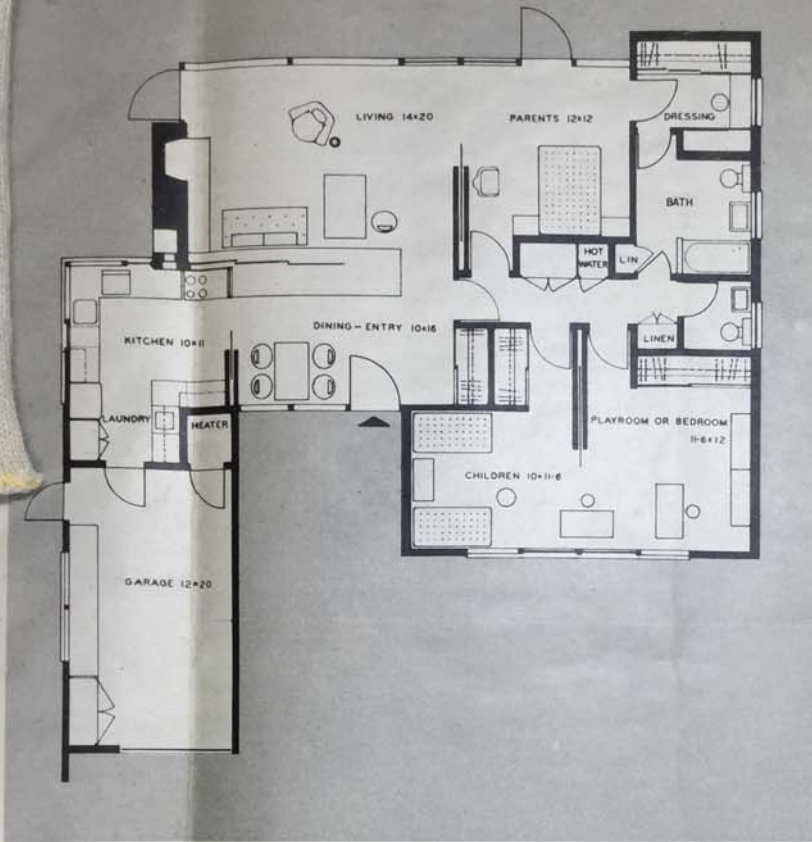 LIVING 14×20
PARENTS 12×12
DRESSING
BATH
HOT
WATER
LIN
KITCHEN 10×11
DINING–ENTRY 10×16
LINEN
LAUNDRY
HEATER
PLAYROOM OR BEDROOM
11-6×12
CHILDREN 10×11-6
GARAGE 12×20